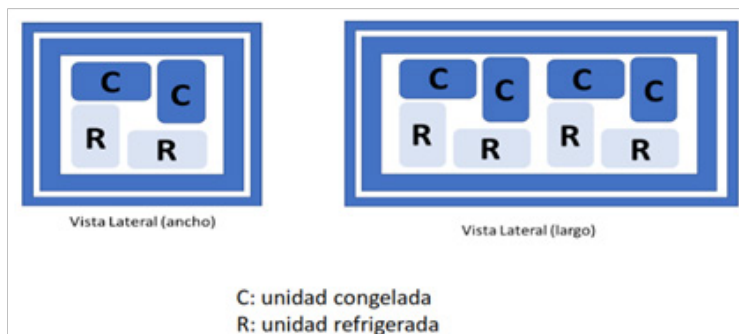 C C
R R
C C C C
R R R R
Vista Lateral (ancho)
Vista Lateral (largo)
C: unidad congelada
R: unidad refrigerada